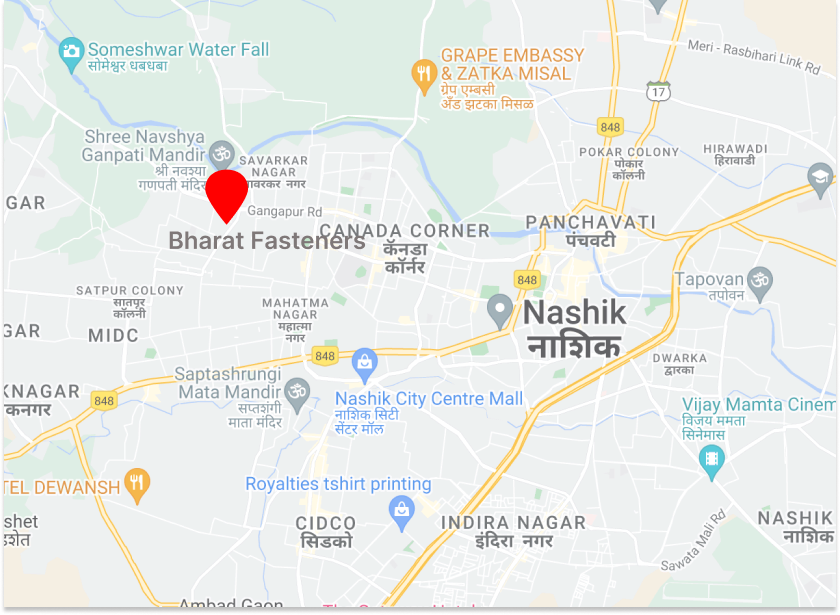 Someshwar Water Fall
सोमेश्वर धबधबा
GRAPE EMBASSY
& ZATKA MISAL
ग्रेप एम्बसी
अँड झटका मिसळ
Meri - Rasbihari Link Rd
17
848
Shree Navshya
Ganpati Mandir
श्री नवश्या
गणपती मंदिर
SAVARKAR
NAGAR
सावरकर नगर
POKAR COLONY
पोकार
कॉलनी
HIRAWADI
हिरावाडी
GAR
Gangapur Rd
Bharat Fasteners
CANADA CORNER
कॅनडा
कॉर्नर
PANCHAVATI
पंचवटी
848
Tapovan
तपोवन
SATPUR COLONY
सातपूर
कॉलनी
MAHATMA
NAGAR
महात्मा
नगर
Nashik
नाशिक
GAR
MIDC
848
DWARKA
द्वारका
KNAGAR
कनगर
848
Saptashrungi
Mata Mandir
सप्तशंगी
माता मंदिर
Nashik City Centre Mall
नाशिक सिटी
सेंटर मॉल
Vijay Mamta Cinem
विजय ममता
सिनेमास
TEL DEWANSH
Royalties tshirt printing
shet
CIDCO
सिडको
INDIRA NAGAR
इंदिरा नगर
Sawata Mali Rd
NASHIK
नाशिक
Ambad Gaon